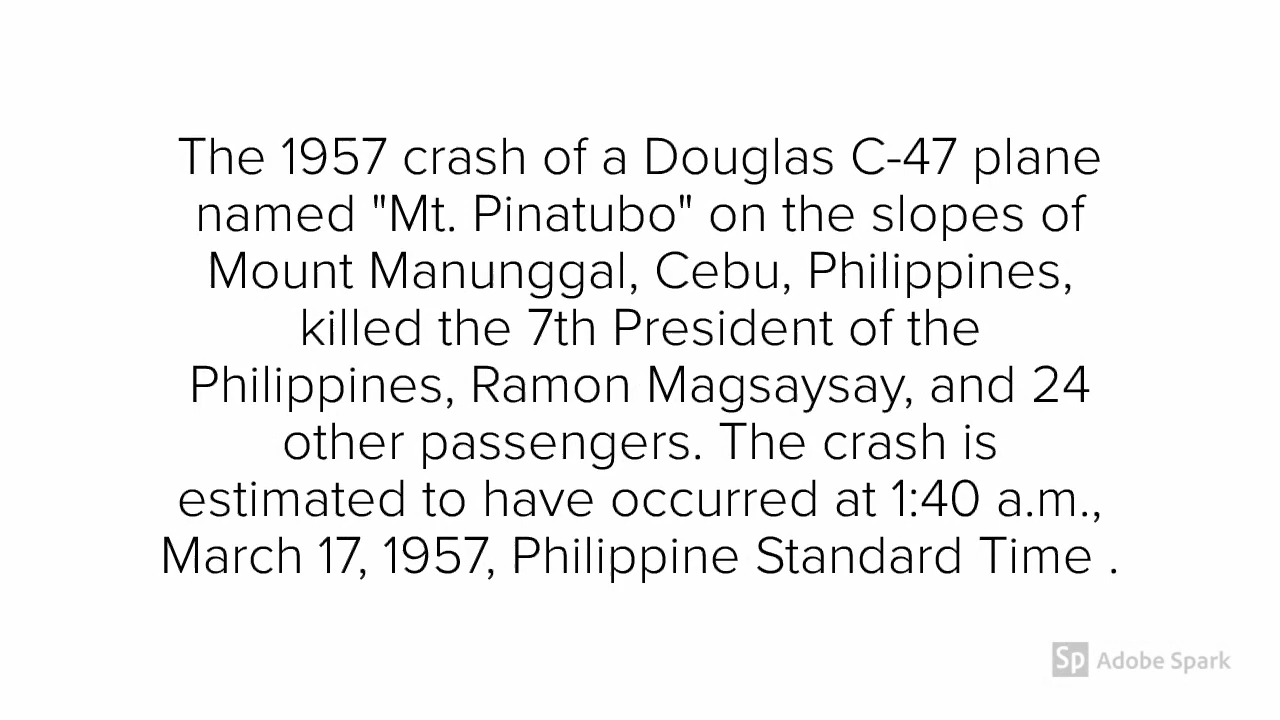 The 1957 crash of a Douglas C-47 plane
named "Mt. Pinatubo" on the slopes of
Mount Manunggal, Cebu, Philippines,
killed the 7th President of the
Philippines, Ramon Magsaysay, and 24
other passengers. The crash is
estimated to have occurred at 1:40 a.m.,
March 17, 1957, Philippine Standard Time .
Sp Adobe Spark